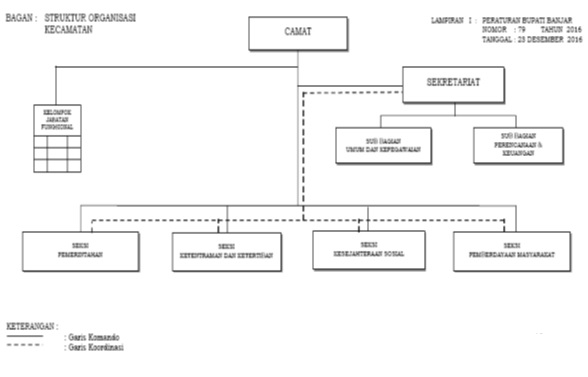 BAGAN : STRUKTUR ORGANISASI
KECAMATAN
LAMPIRAN I : PERATURAN BUPATI BANJAR
NOMOR : 79 TAHUN 2016
TANGGAL : 23 DESEMBER 2016
CAMAT
SEKRETARIAT
KELOMPOK
JABATAN
FUNGSIONAL
SUB BAGIAN
UMUM DAN KEPEGAWAIAN
SUB BAGIAN
PERENCANAAN &
KEUANGAN
SEKSI
PEMERINTAHAN
SEKSI
KETENTRAMAN DAN KETERTIBAN
SEKSI
KESEJAHTERAAN SOSIAL
SEKSI
PEMBERDAYAAN MASYARAKAT
KETERANGAN :
: Garis Komando
: Garis Koordinasi